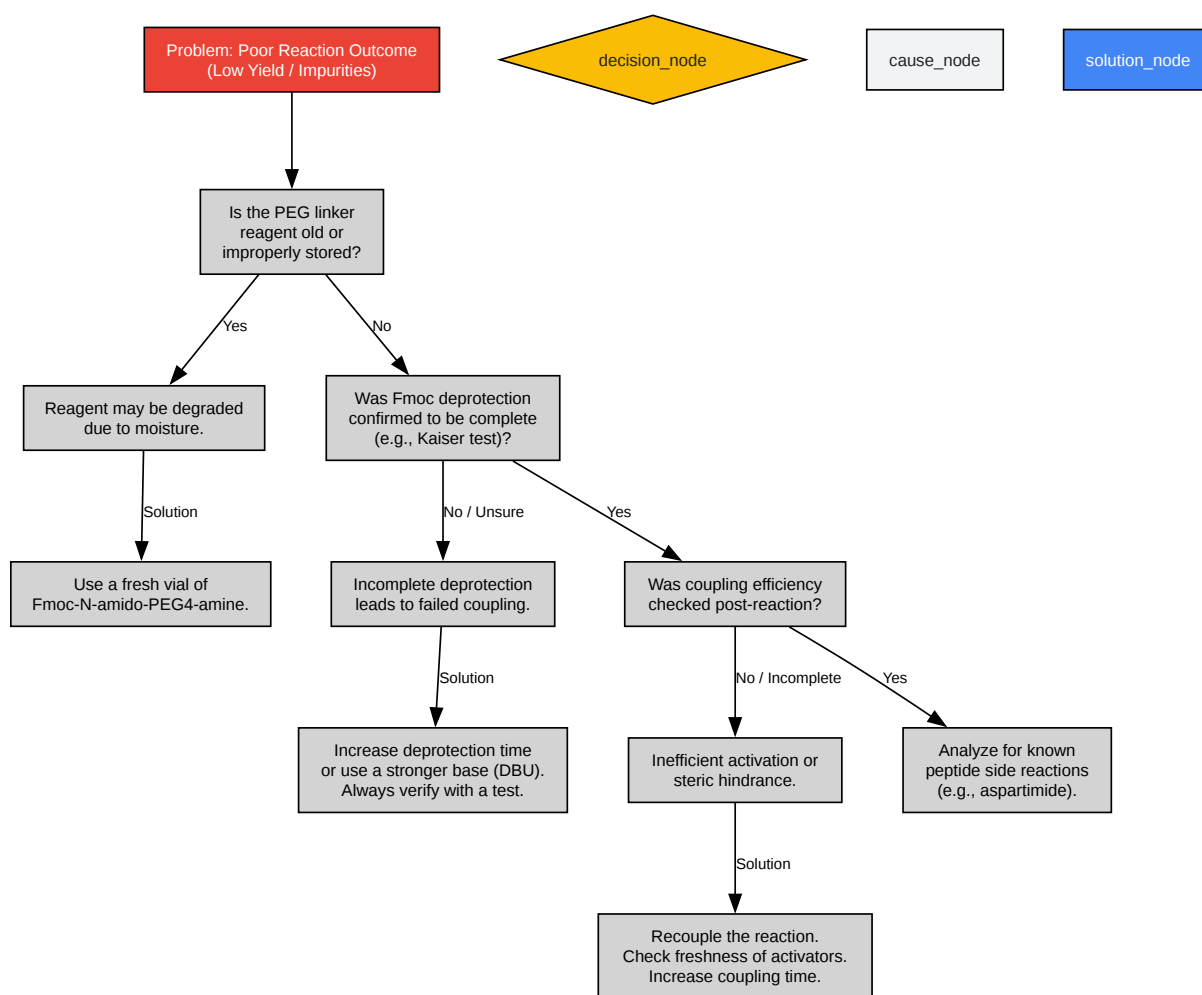 Problem: Poor Reaction Outcome
(Low Yield / Impurities)
decision_node
cause_node
solution_node
Is the PEG linker
reagent old or
improperly stored?
Yes
No
Reagent may be degraded
due to moisture.
Was Fmoc deprotection
confirmed to be complete
(e.g., Kaiser test)?
Solution
No / Unsure
Yes
Use a fresh vial of
Fmoc-N-amido-PEG4-amine.
Incomplete deprotection
leads to failed coupling.
Was coupling efficiency
checked post-reaction?
Solution
No / Incomplete
Yes
Increase deprotection time
or use a stronger base (DBU).
Always verify with a test.
Inefficient activation or
steric hindrance.
Analyze for known
peptide side reactions
(e.g., aspartimide).
Solution
Recouple the reaction.
Check freshness of activators.
Increase coupling time.